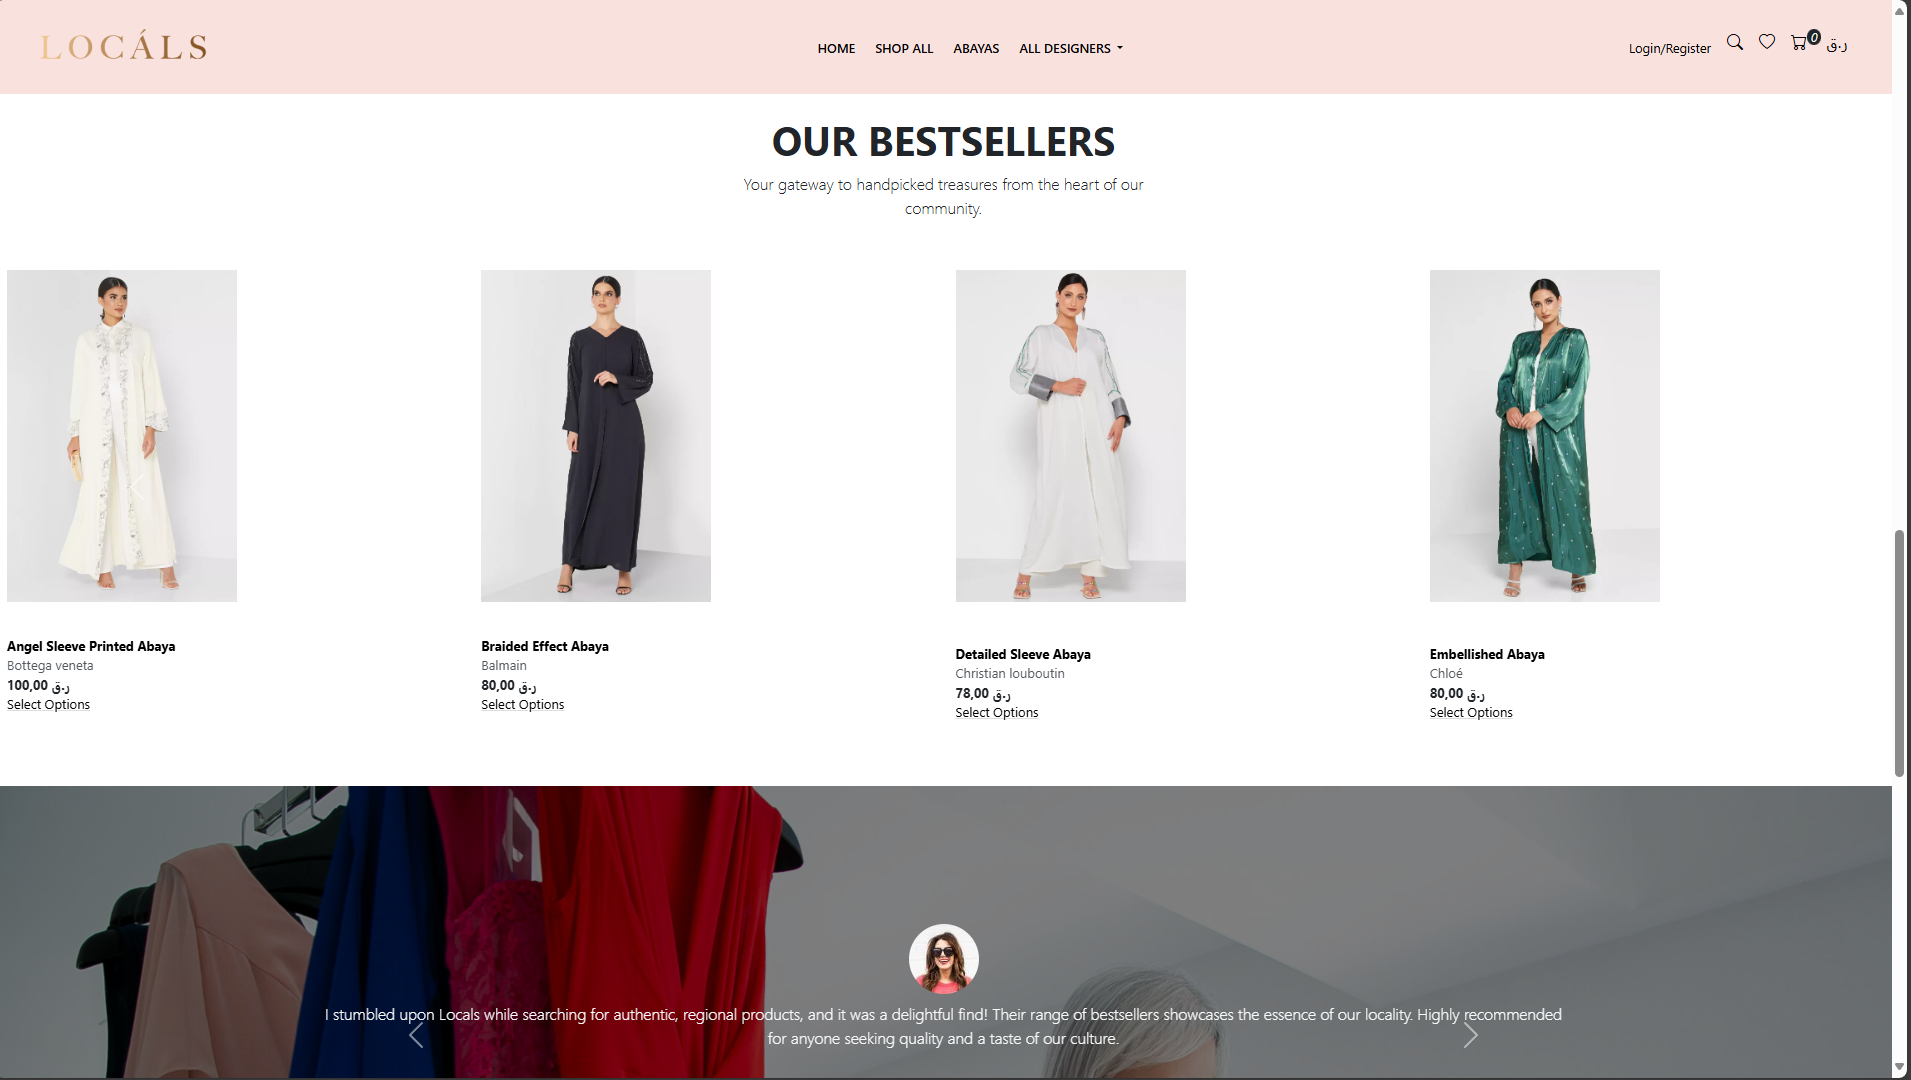 LOCÁLS
HOME SHOP ALL ABAYAS ALL DESIGNERS
Login/Register 0 ر.ق
OUR BESTSELLERS
Your gateway to handpicked treasures from the heart of our
community.
Angel Sleeve Printed Abaya
Bottega veneta
100,00 ر.ق
Select Options
Braided Effect Abaya
Balmain
80,00 ر.ق
Select Options
Detailed Sleeve Abaya
Christian louboutin
78,00 ر.ق
Select Options
Embellished Abaya
Chloé
80,00 ر.ق
Select Options
I stumbled upon Locals while searching for authentic, regional products, and it was a delightful find! Their range of bestsellers showcases the essence of our locality. Highly recommended
for anyone seeking quality and a taste of our culture.